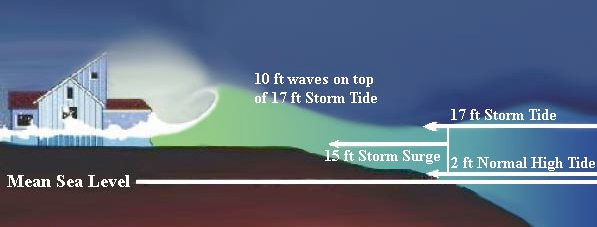 10 ft waves on top
of 17 ft Storm Tide
17 ft Storm Tide
15 ft Storm Surge
2 ft Normal High Tide
Mean Sea Level